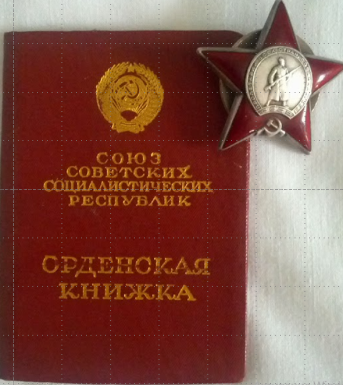 СОЮЗ
СОВЕТСКИХ
СОЦИАЛИСТИЧЕСКИХ
РЕСПУБЛИК
ОРДЕНСКАЯ
КНИЖКА